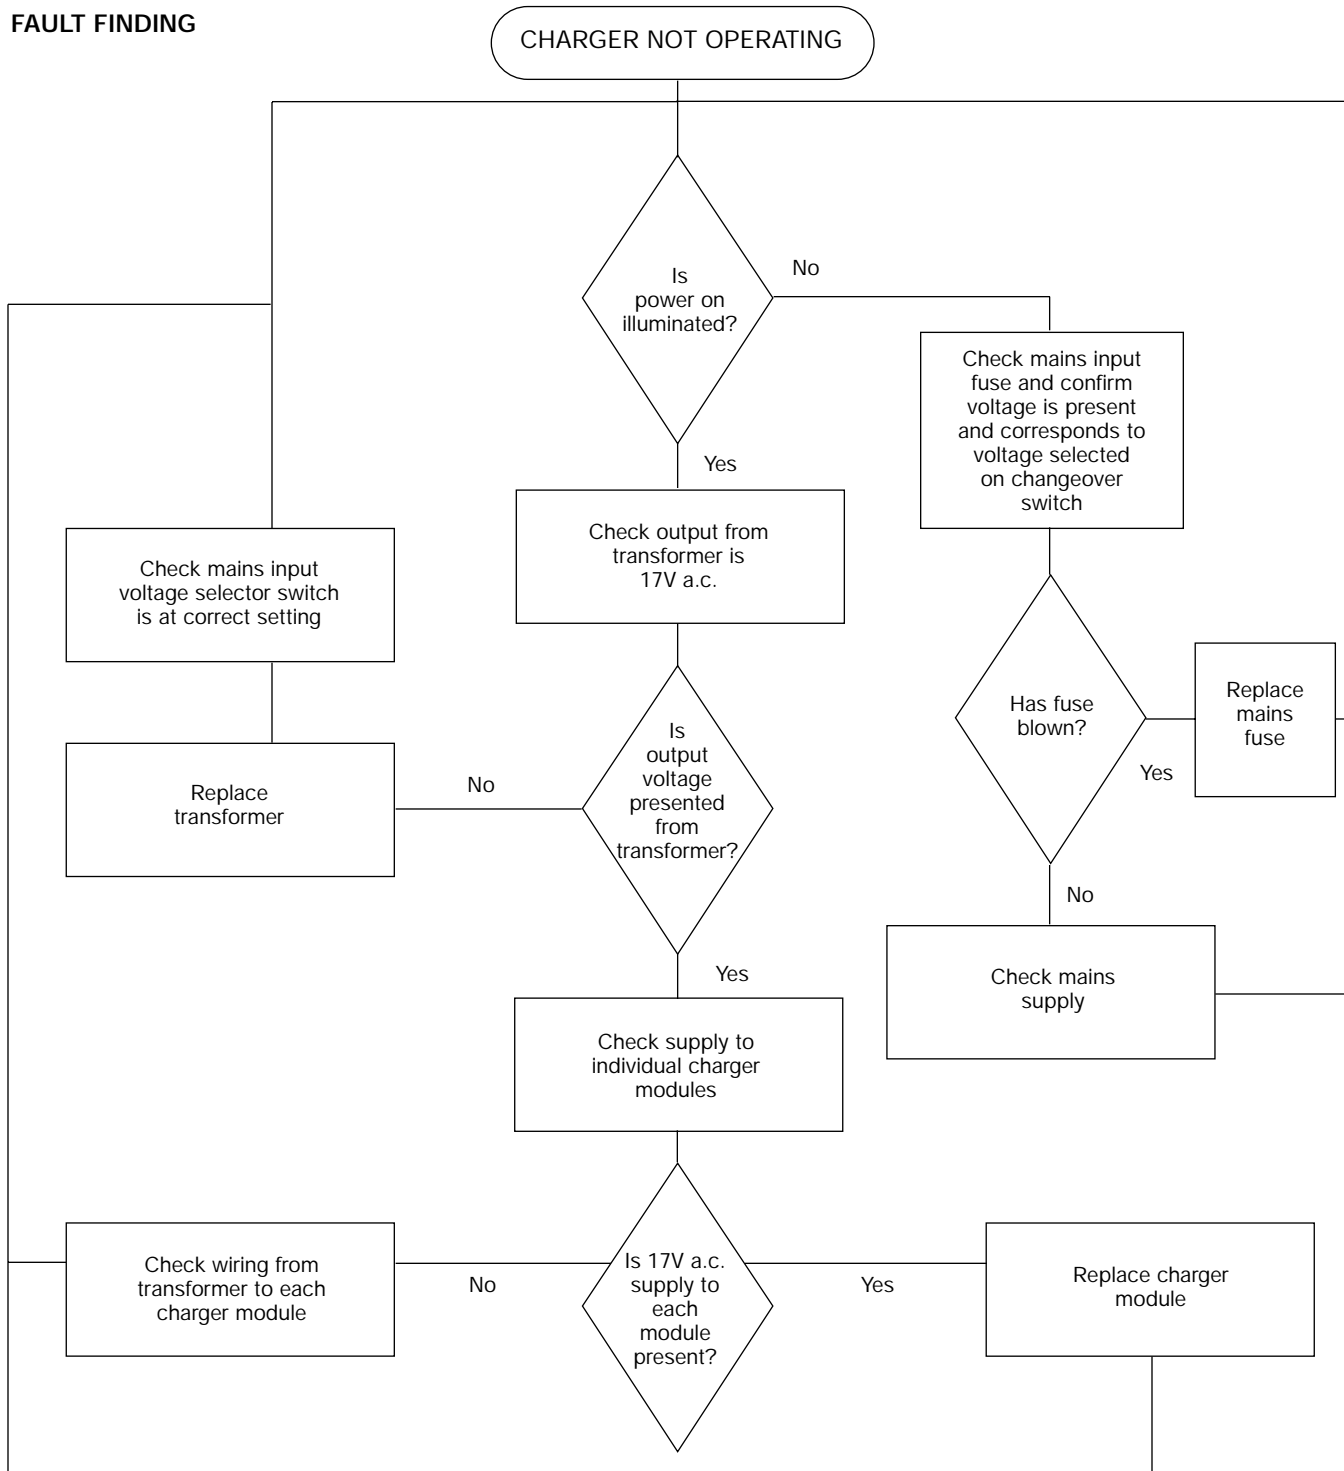 FAULT FINDING
CHARGER NOT OPERATING
Is
power on
illuminated?
No
Yes
Check mains input
fuse and confirm
voltage is present
and corresponds to
voltage selected
on changeover
switch
Check output from
transformer is
17V a.c.
Check mains input
voltage selector switch
is at correct setting
Has fuse
blown?
Yes
Replace
mains
fuse
Is
output
voltage
presented
from
transformer?
No
Replace
transformer
No
Check mains
supply
Yes
Check supply to
individual charger
modules
Is 17V a.c.
supply to
each
module
present?
No
Check wiring from
transformer to each
charger module
Yes
Replace charger
module